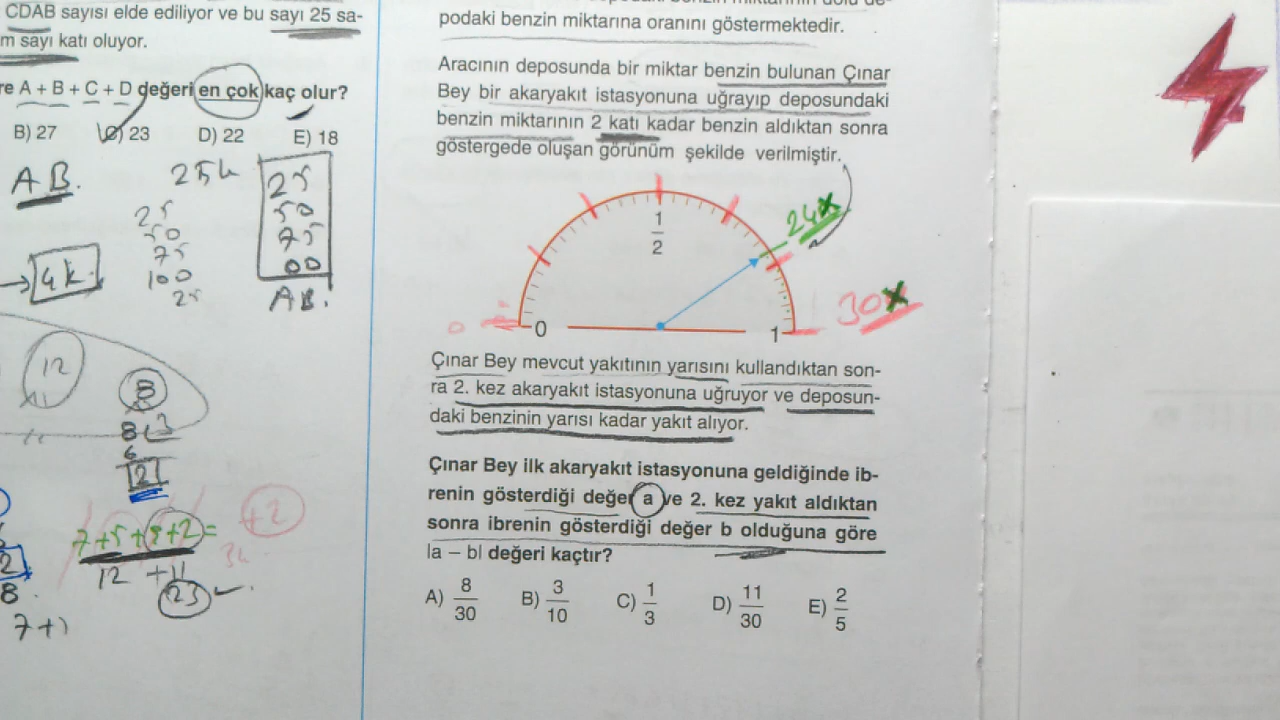 CDAB sayısı elde ediliyor ve bu sayı 25 sa-
m sayı katı oluyor.
re A + B + C + D değeri en çok kaç olur?
B) 27 C) 23 D) 22 E) 18
AB.
25k
25
50
75
100
25
25
50
75
00
AB.
→ 4k
12
11
8
8
6
21
7+5+9+2=
12 +11
23
+2
2
8
7+
podaki benzin miktarına oranını göstermektedir.
Aracının deposunda bir miktar benzin bulunan Çınar
Bey bir akaryakıt istasyonuna uğrayıp deposundaki
benzin miktarının 2 katı kadar benzin aldıktan sonra
göstergede oluşan görünüm şekilde verilmiştir.
1/2
24x
30x
0
0
1
Çınar Bey mevcut yakıtının yarısını kullandıktan son-
ra 2. kez akaryakıt istasyonuna uğruyor ve deposun-
daki benzinin yarısı kadar yakıt alıyor.
Çınar Bey ilk akaryakıt istasyonuna geldiğinde ib-
renin gösterdiği değer a ve 2. kez yakıt aldıktan
sonra ibrenin gösterdiği değer b olduğuna göre
|a – b| değeri kaçtır?
A) 8/30 B) 3/10 C) 1/3 D) 11/30 E) 2/5